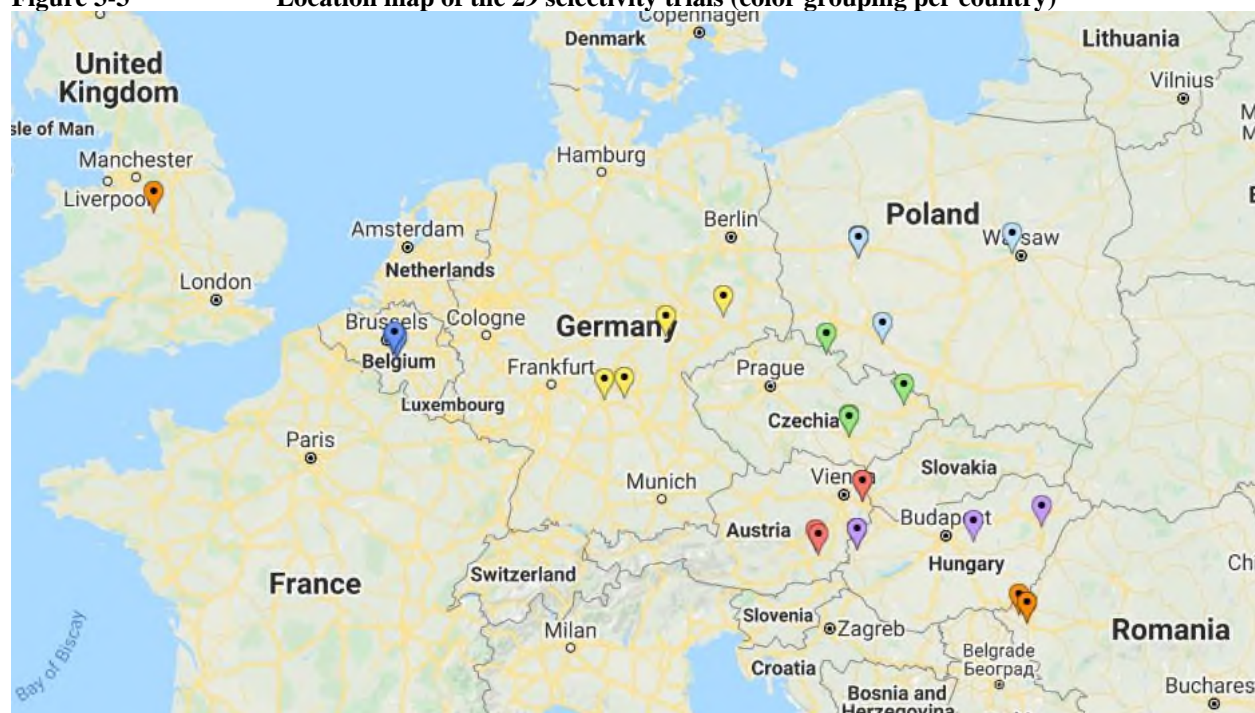 Figure 3-3 Location map of the 29 selectivity trials (color grouping per country)
Copenhagen
Denmark
Lithuania
United
Kingdom
Vilnius
sle of Man
Manchester
Hamburg
Liverpool
Berlin
Poland
Amsterdam
Warsaw
Netherlands
London
Brussels
Cologne
Germany
Belgium
Frankfurt
Prague
Luxembourg
Czechia
Paris
Slovakia
Munich
Vienna
Budapest
Austria
Hungary
Switzerland
France
Slovenia
Milan
Zagreb
Romania
Belgrade
Београд
Croatia
Bay of Biscay
Bosnia and
Herzegovina
Buchares